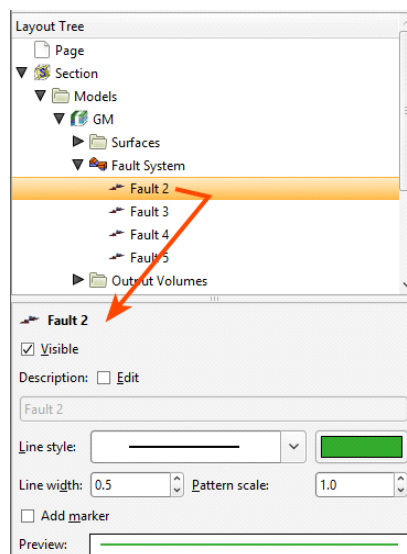 Layout Tree
Page
Section
Models
GM
Surfaces
Fault System
Fault 2
Fault 3
Fault 4
Fault 5
Output Volumes
Fault 2
Visible
Description: Edit
Fault 2
Line style:
Line width: 0.5 Pattern scale: 1.0
Add marker
Preview: